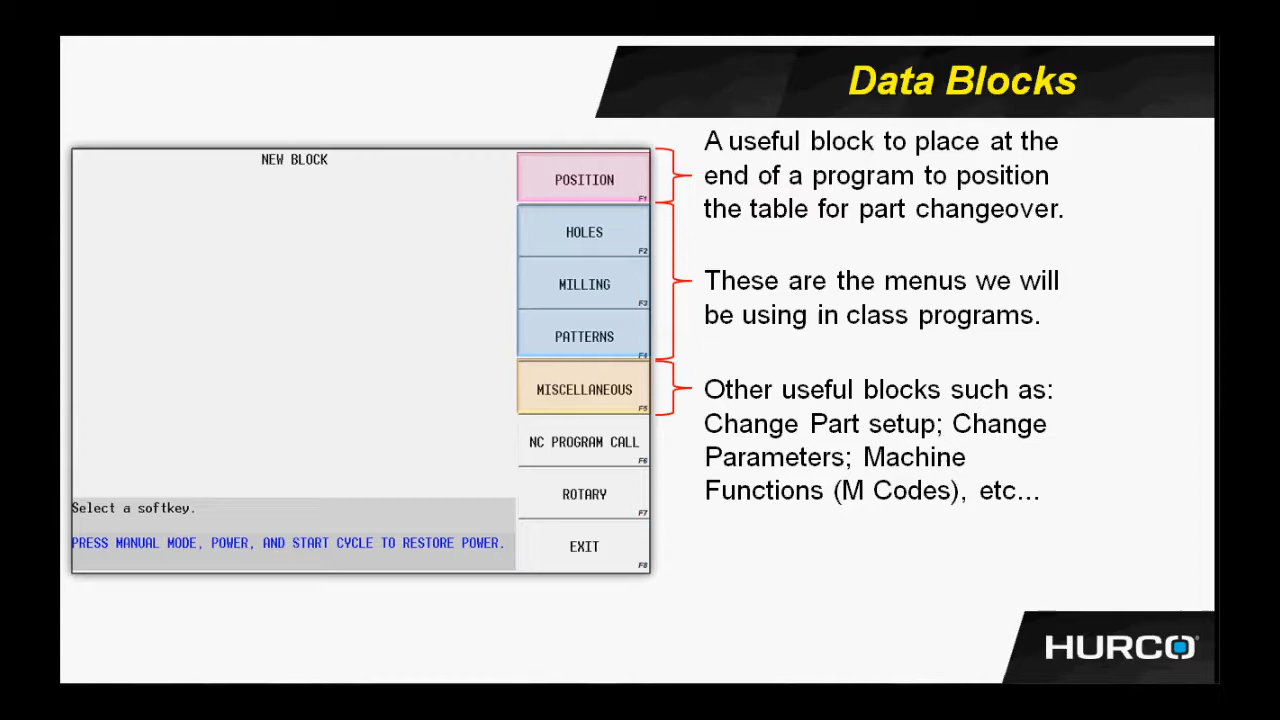 Data Blocks
NEW BLOCK
POSITION
F1
HOLES
F2
MILLING
F3
PATTERNS
F4
MISCELLANEOUS
F5
NC PROGRAM CALL
F6
ROTARY
F7
EXIT
F8
Select a softkey.
PRESS MANUAL MODE, POWER, AND START CYCLE TO RESTORE POWER.
A useful block to place at the
end of a program to position
the table for part changeover.
These are the menus we will
be using in class programs.
Other useful blocks such as:
Change Part setup; Change
Parameters; Machine
Functions (M Codes), etc...
HURCO